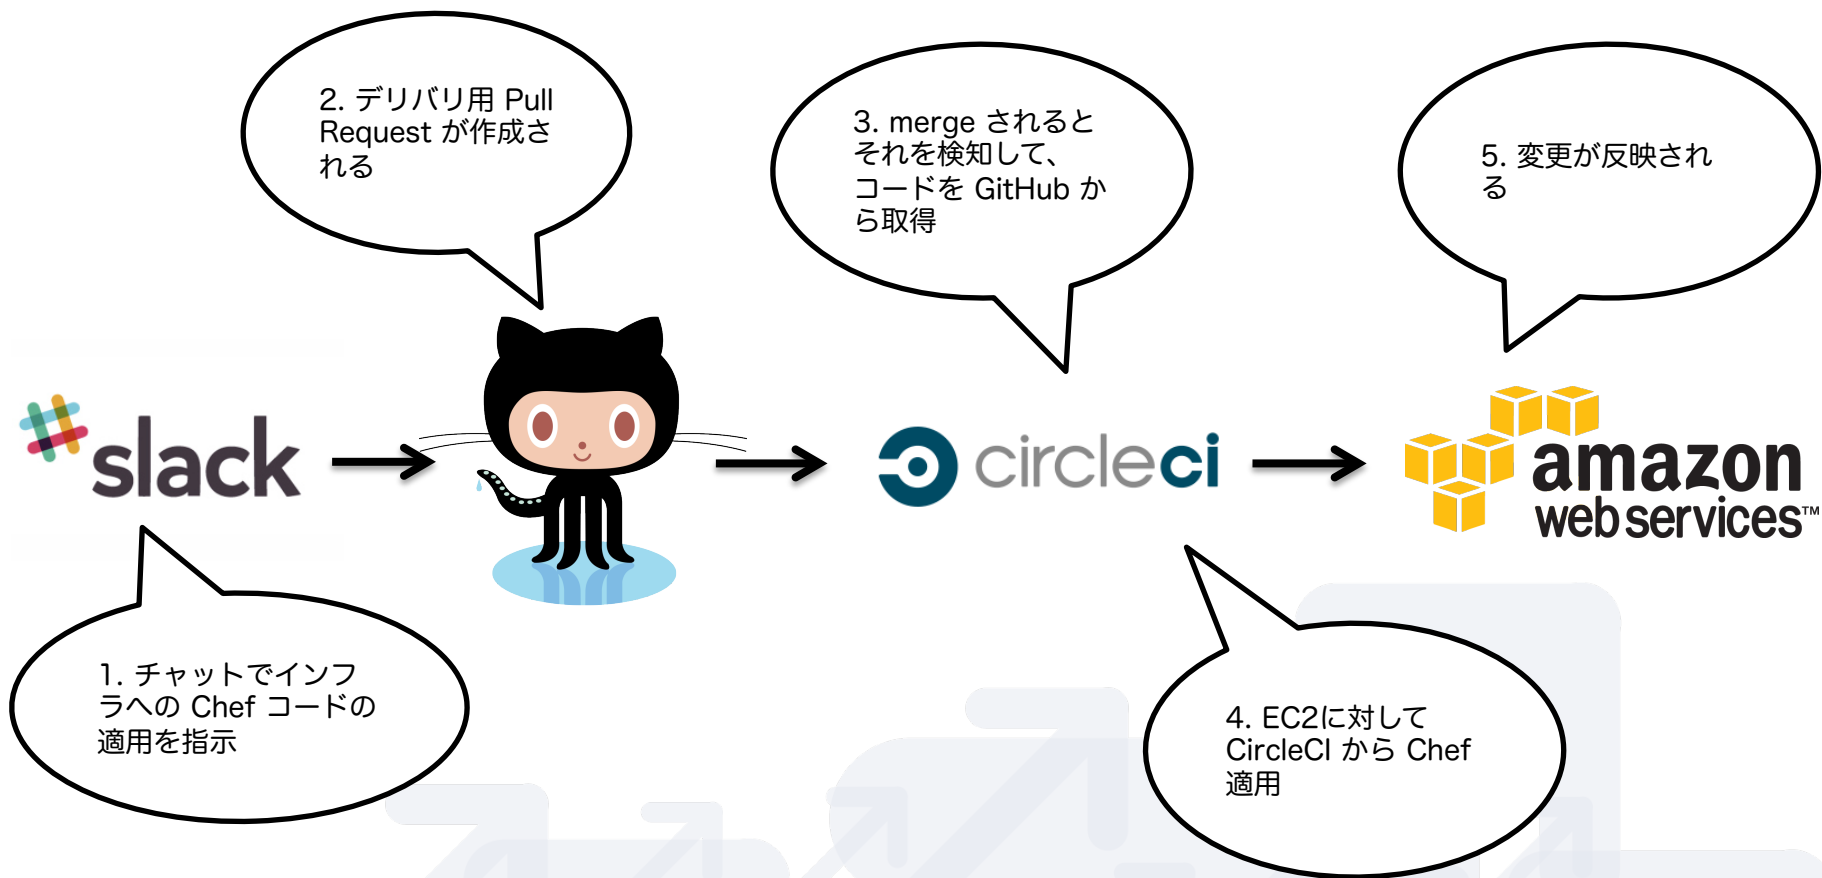 2. デリバリ用 Pull
Request が作成さ
れる
3. merge されると
それを検知して、
コードを GitHub か
ら取得
5. 変更が反映され
る
slack
circleci
amazon
web services™
1. チャットでインフ
ラへの Chef コードの
適用を指示
4. EC2に対して
CircleCI から Chef
適用